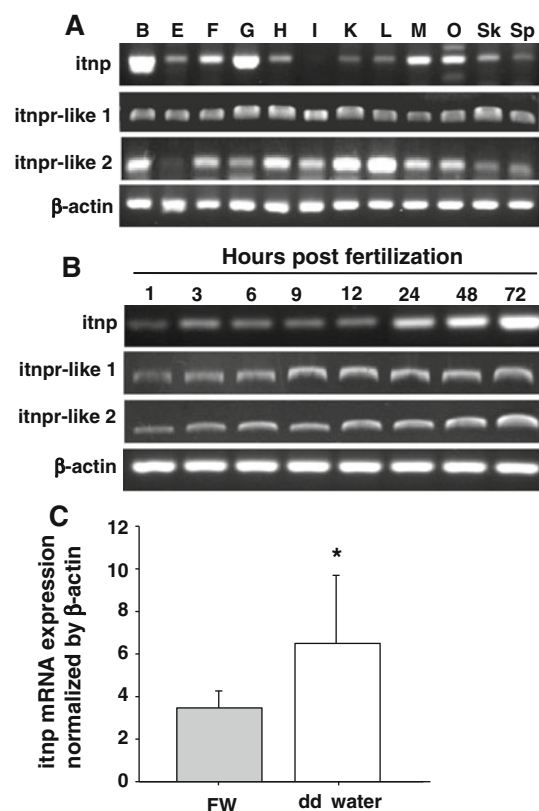 A B E F G H I K L M O Sk Sp
itnp
itnpr-like 1
itnpr-like 2
β-actin
B Hours post fertilization
1 3 6 9 12 24 48 72
itnp
itnpr-like 1
itnpr-like 2
β-actin
C
itnp mRNA expression
normalized by β-actin
12
10
8
6
4
2
0
*
FW dd water